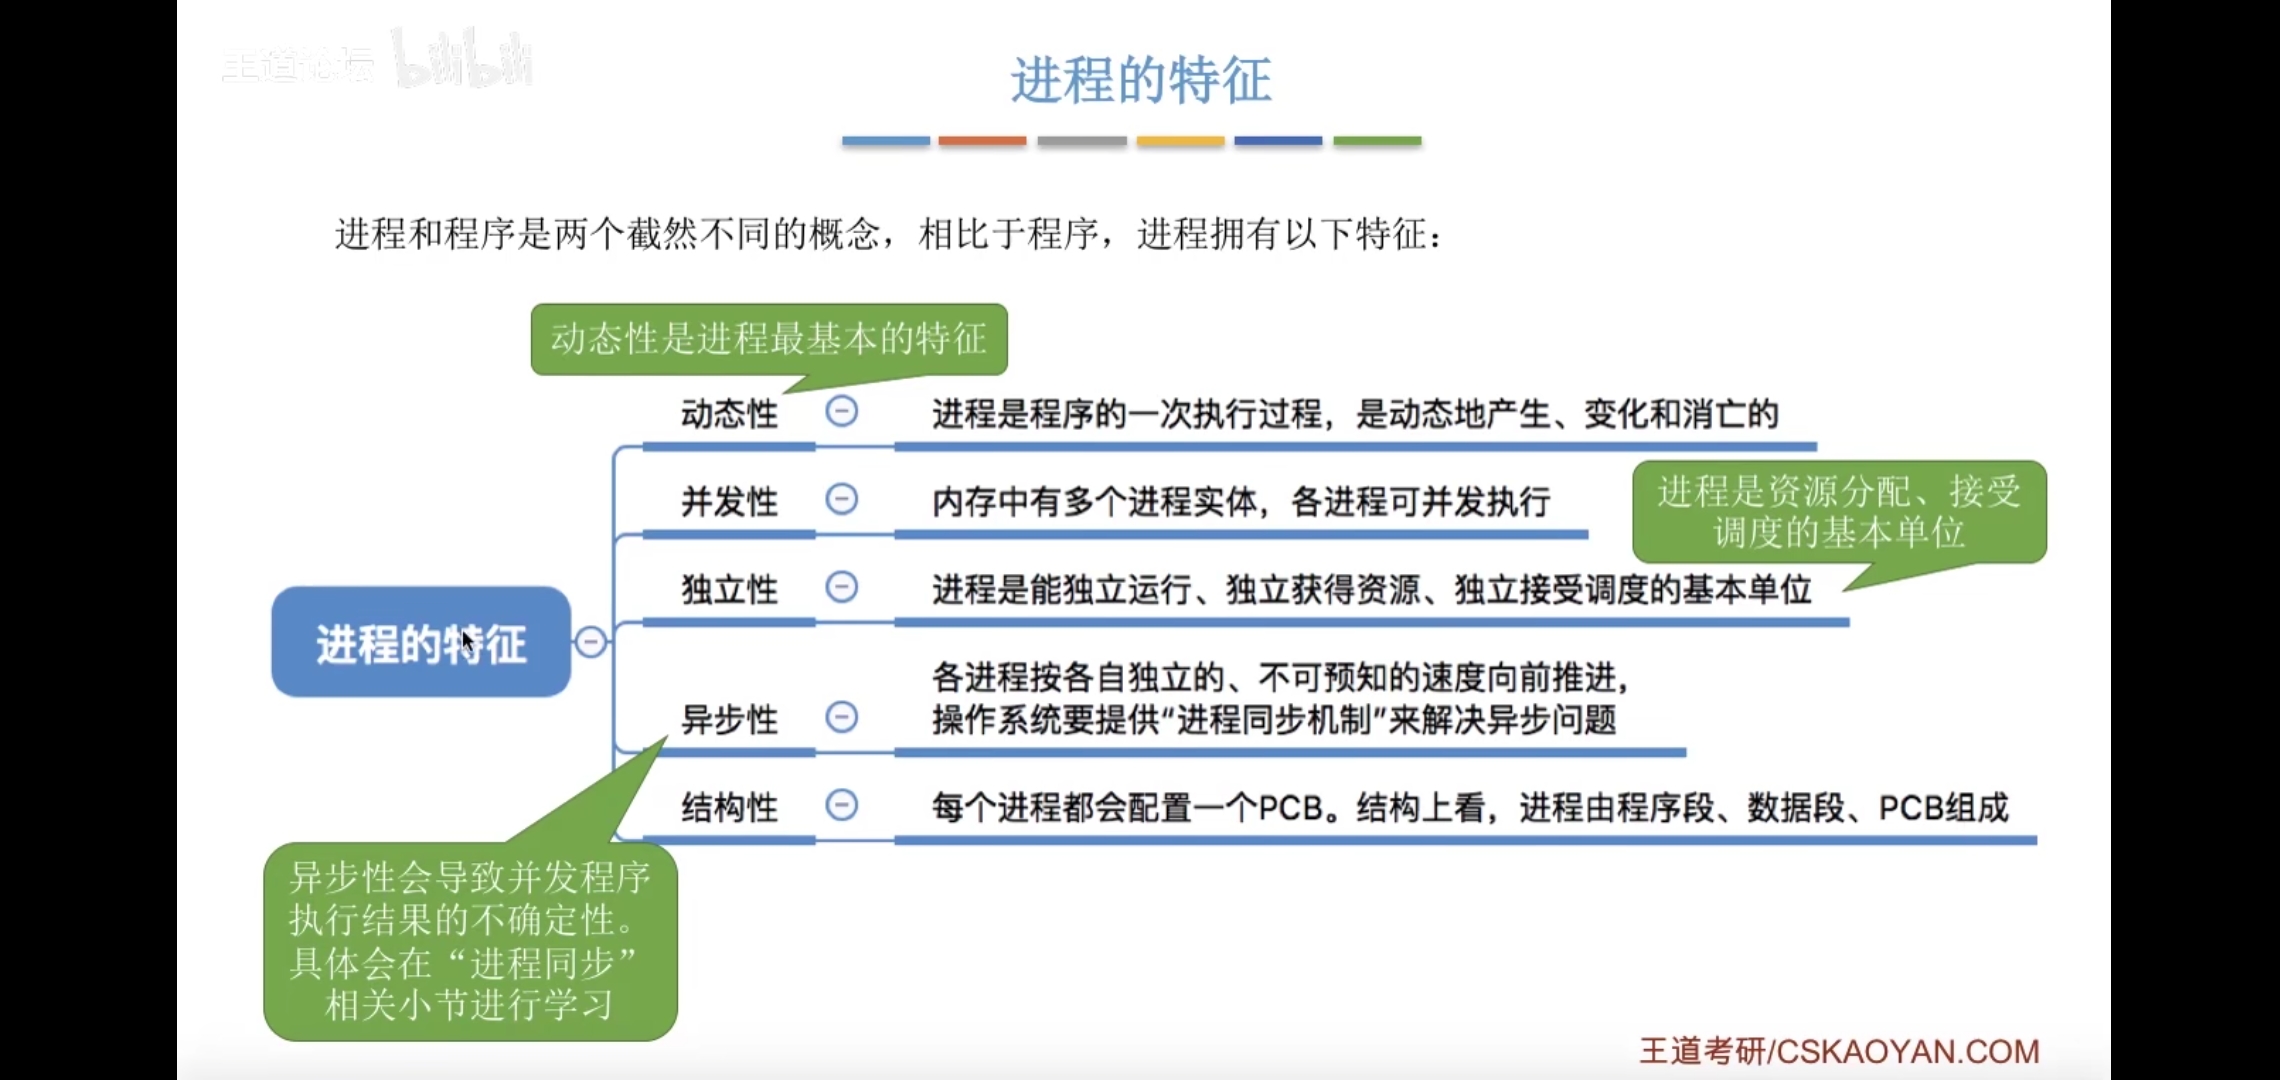 王道论坛 bilibili
进程的特征
进程和程序是两个截然不同的概念，相比于程序，进程拥有以下特征：
动态性是进程最基本的特征
动态性
进程是程序的一次执行过程，是动态地产生、变化和消亡的
并发性
内存中有多个进程实体，各进程可并发执行
进程是资源分配、接受
调度的基本单位
独立性
进程是能独立运行、独立获得资源、独立接受调度的基本单位
进程的特征
异步性
各进程按各自独立的、不可预知的速度向前推进，
操作系统要提供“进程同步机制”来解决异步问题
结构性
每个进程都会配置一个PCB。结构上看，进程由程序段、数据段、PCB组成
异步性会导致并发程序
执行结果的不确定性。
具体会在“进程同步”
相关小节进行学习
王道考研/CSKAOYAN.COM